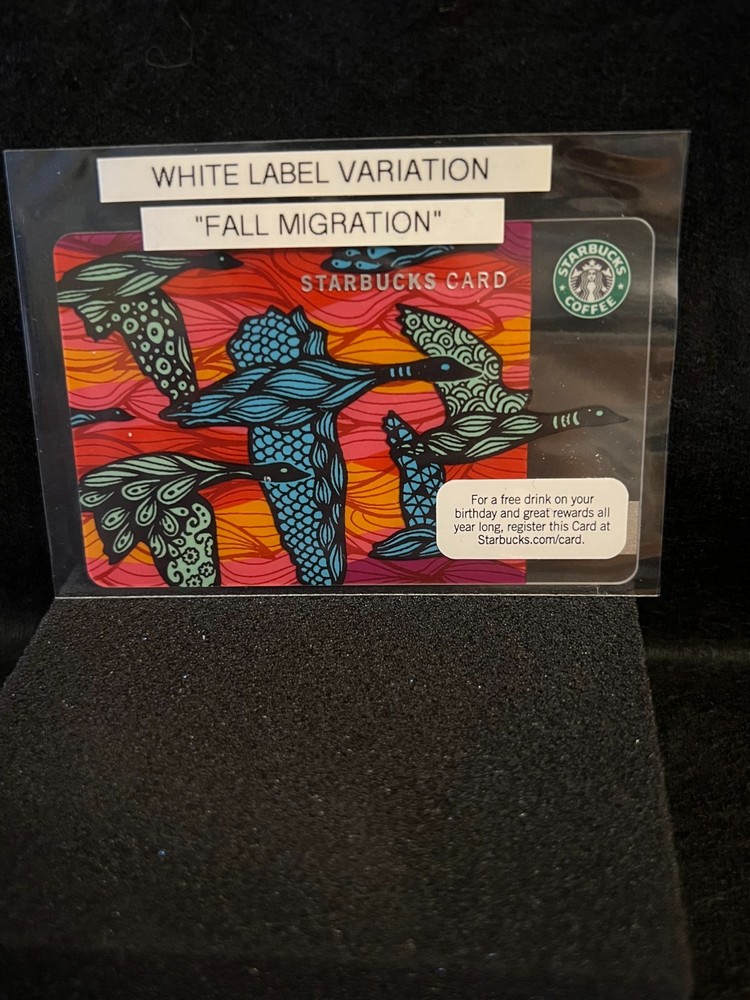 WHITE LABEL VARIATION
"FALL MIGRATION"
STARBUCKS CARD
STARBUCKS
COFFEE
For a free drink on your
birthday and great rewards all
year long, register this Card at
Starbucks.com/card.